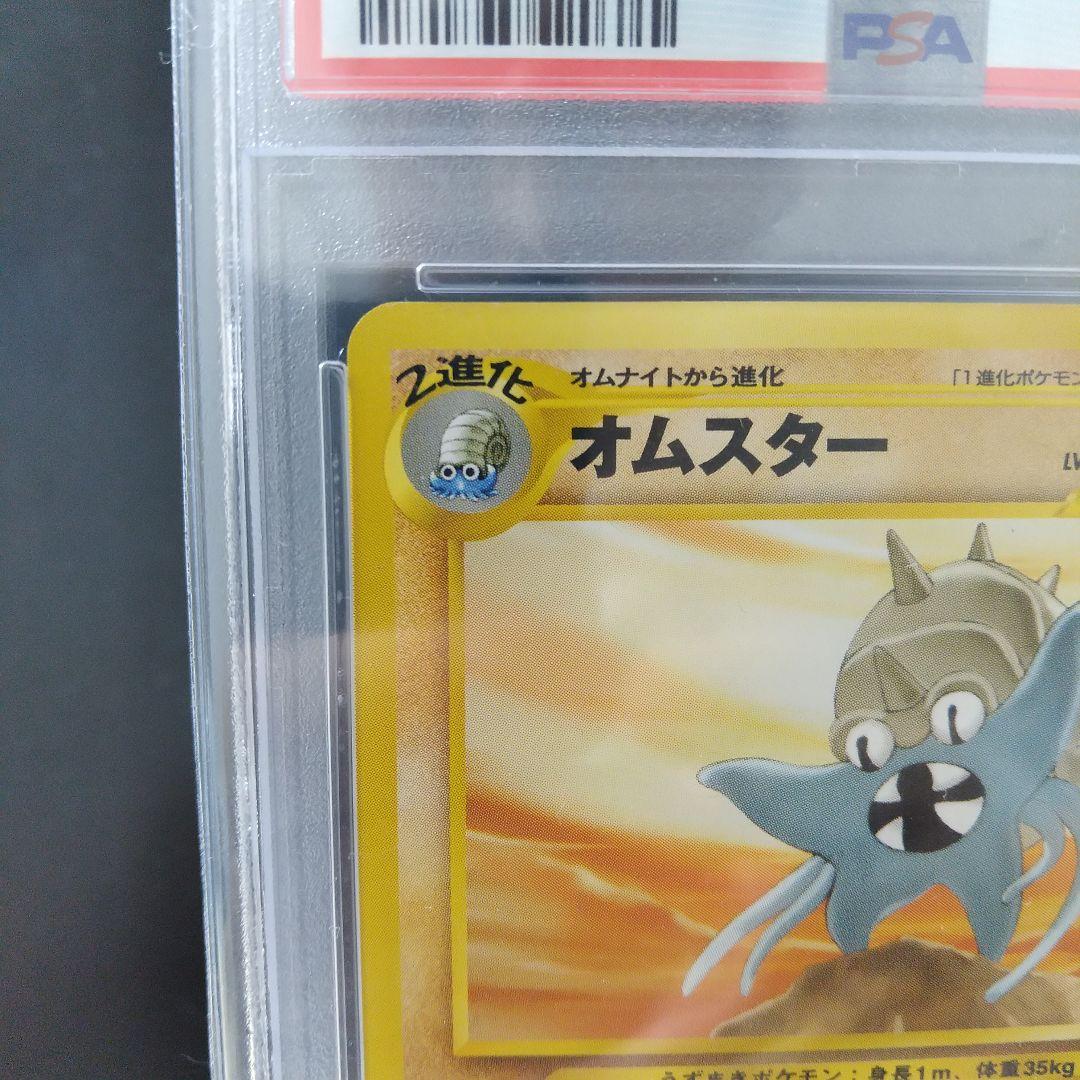 PSA
2進化
オムナイトから進化
「1進化ポケモン
オムスター
LV
うずまきポケモン：身長1m、体重35kg